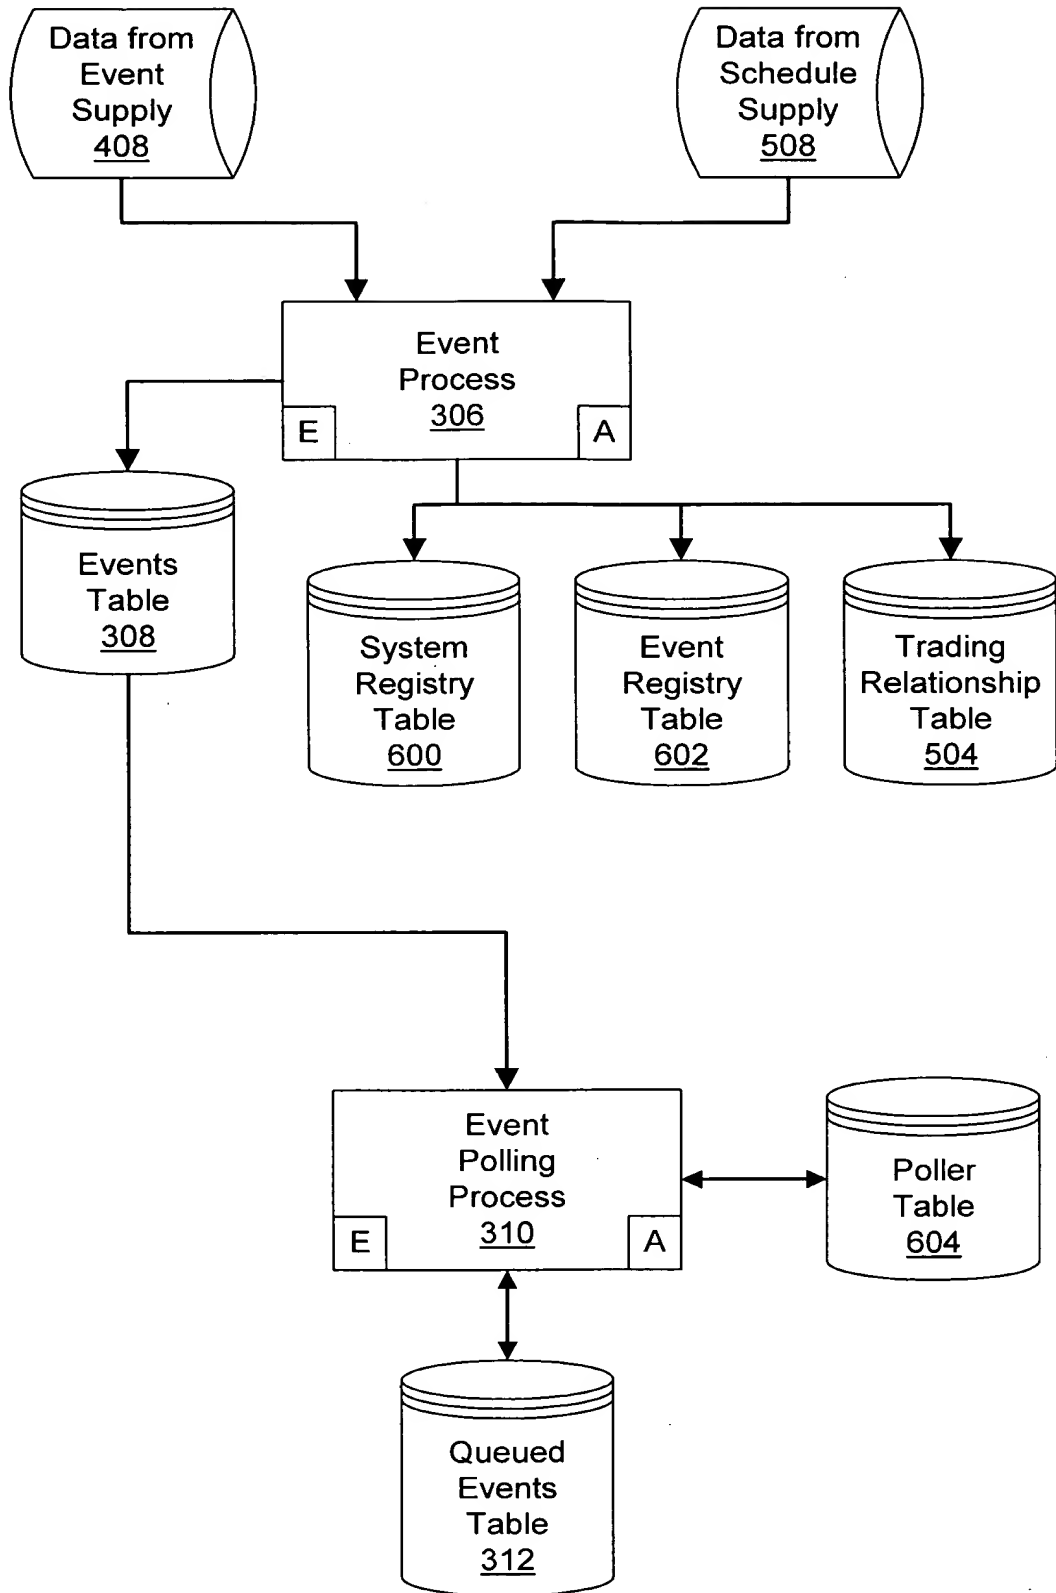 Data from
Event
Supply
408
Data from
Schedule
Supply
508
Event
Process
306
E
A
Events
Table
308
System
Registry
Table
600
Event
Registry
Table
602
Trading
Relationship
Table
504
Event
Polling
Process
310
E
A
Poller
Table
604
Queued
Events
Table
312